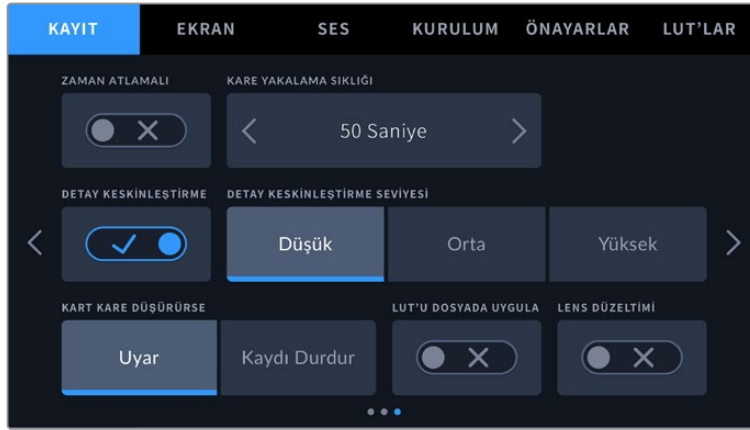 KAYIT EKRAN SES KURULUM ÖNAYARLAR LUT’LAR
ZAMAN ATLAMALI KARE YAKALAMA SIKLIĞI
50 Saniye
DETAY KESKİNLEŞTİRME DETAY KESKİNLEŞTİRME SEVİYESİ
Düşük Orta Yüksek
KART KARE DÜŞÜRÜRSE LUT’U DOSYADA UYGULA LENS DÜZELTİMİ
Uyar Kaydı Durdur